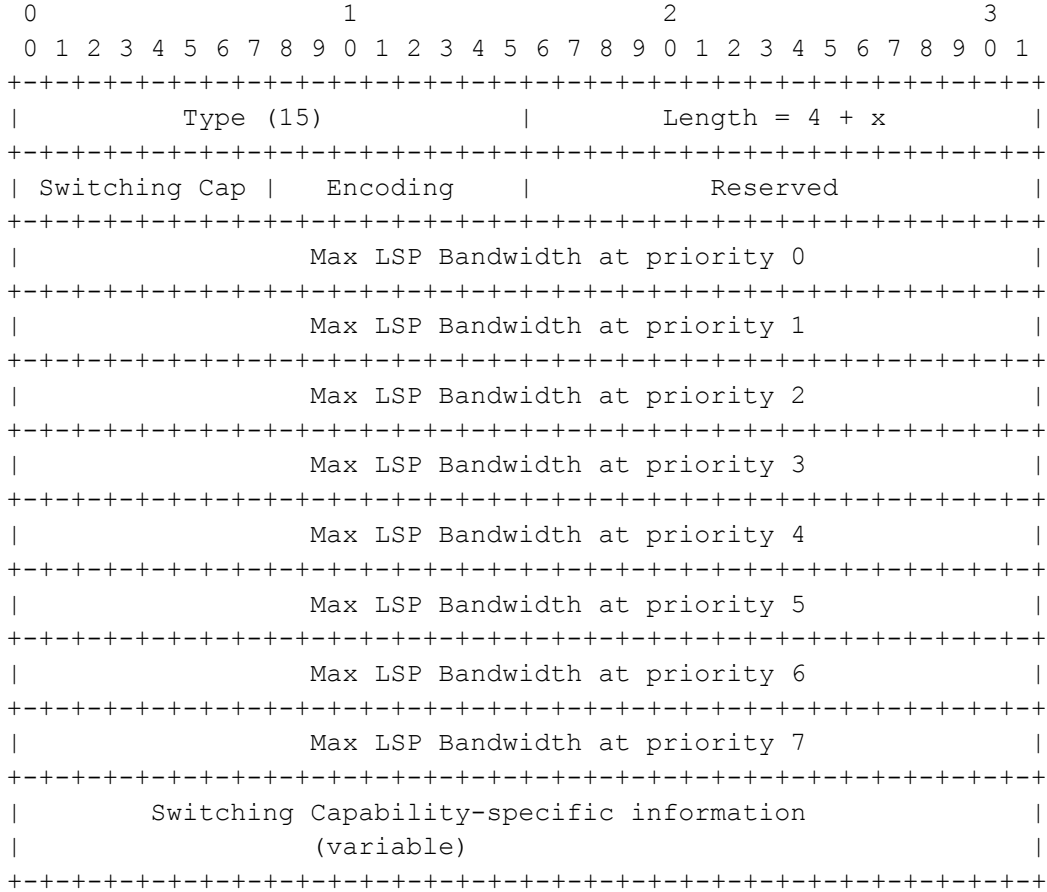 0                   1                   2                   3
 0 1 2 3 4 5 6 7 8 9 0 1 2 3 4 5 6 7 8 9 0 1 2 3 4 5 6 7 8 9 0 1
+-+-+-+-+-+-+-+-+-+-+-+-+-+-+-+-+-+-+-+-+-+-+-+-+-+-+-+-+-+-+-+-+
|          Type (15)            |        Length = 4 + x         |
+-+-+-+-+-+-+-+-+-+-+-+-+-+-+-+-+-+-+-+-+-+-+-+-+-+-+-+-+-+-+-+-+
| Switching Cap |   Encoding    |           Reserved            |
+-+-+-+-+-+-+-+-+-+-+-+-+-+-+-+-+-+-+-+-+-+-+-+-+-+-+-+-+-+-+-+-+
|                  Max LSP Bandwidth at priority 0              |
+-+-+-+-+-+-+-+-+-+-+-+-+-+-+-+-+-+-+-+-+-+-+-+-+-+-+-+-+-+-+-+-+
|                  Max LSP Bandwidth at priority 1              |
+-+-+-+-+-+-+-+-+-+-+-+-+-+-+-+-+-+-+-+-+-+-+-+-+-+-+-+-+-+-+-+-+
|                  Max LSP Bandwidth at priority 2              |
+-+-+-+-+-+-+-+-+-+-+-+-+-+-+-+-+-+-+-+-+-+-+-+-+-+-+-+-+-+-+-+-+
|                  Max LSP Bandwidth at priority 3              |
+-+-+-+-+-+-+-+-+-+-+-+-+-+-+-+-+-+-+-+-+-+-+-+-+-+-+-+-+-+-+-+-+
|                  Max LSP Bandwidth at priority 4              |
+-+-+-+-+-+-+-+-+-+-+-+-+-+-+-+-+-+-+-+-+-+-+-+-+-+-+-+-+-+-+-+-+
|                  Max LSP Bandwidth at priority 5              |
+-+-+-+-+-+-+-+-+-+-+-+-+-+-+-+-+-+-+-+-+-+-+-+-+-+-+-+-+-+-+-+-+
|                  Max LSP Bandwidth at priority 6              |
+-+-+-+-+-+-+-+-+-+-+-+-+-+-+-+-+-+-+-+-+-+-+-+-+-+-+-+-+-+-+-+-+
|                  Max LSP Bandwidth at priority 7              |
+-+-+-+-+-+-+-+-+-+-+-+-+-+-+-+-+-+-+-+-+-+-+-+-+-+-+-+-+-+-+-+-+
|        Switching Capability-specific information              |
|                  (variable)                                   |
+-+-+-+-+-+-+-+-+-+-+-+-+-+-+-+-+-+-+-+-+-+-+-+-+-+-+-+-+-+-+-+-+